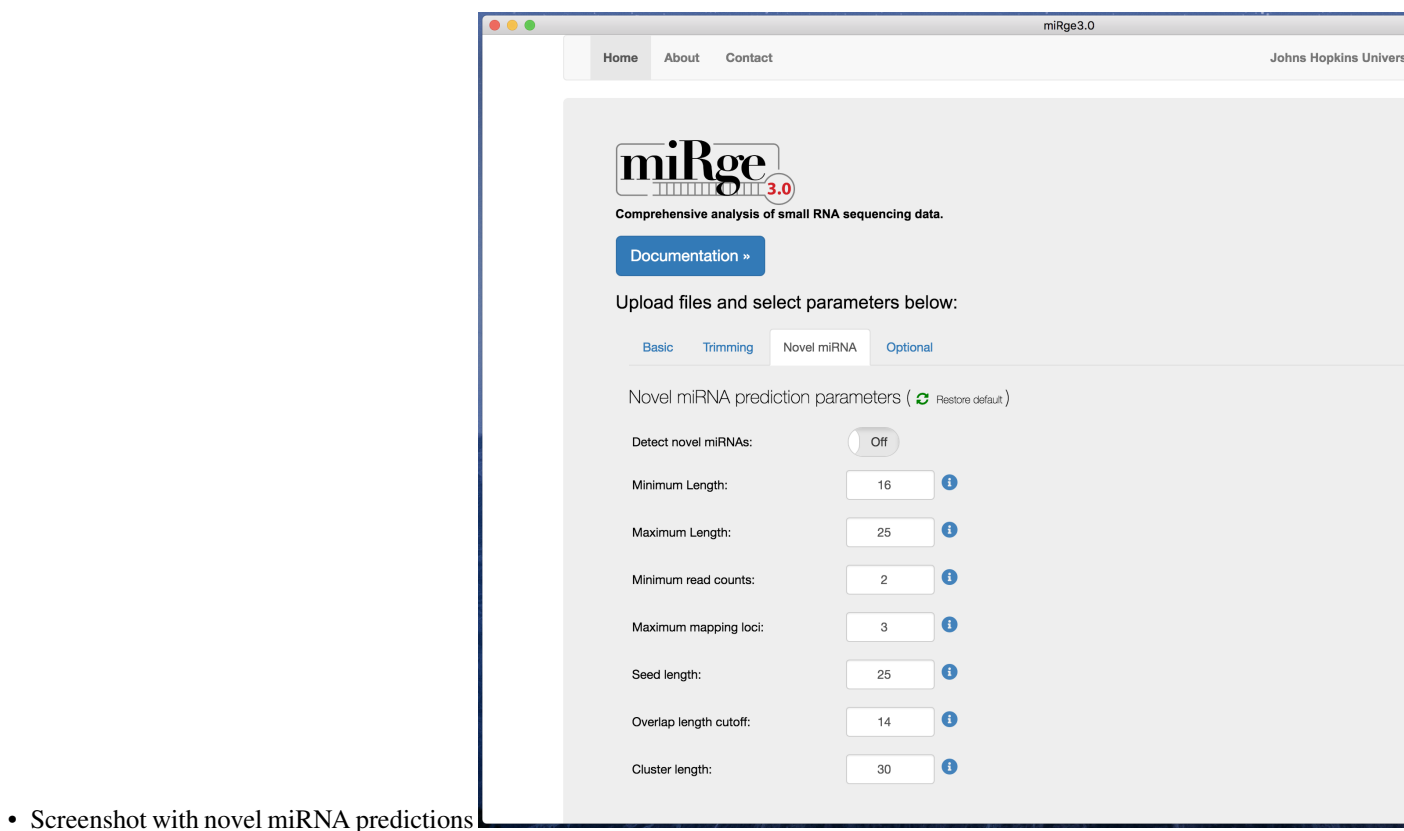 miRge3.0
Home About Contact Johns Hopkins Univers
miRge 3.0
Comprehensive analysis of small RNA sequencing data.
Documentation »
Upload files and select parameters below:
Basic Trimming Novel miRNA Optional
Novel miRNA prediction parameters ( Restore default )
Detect novel miRNAs: Off
Minimum Length: 16
Maximum Length: 25
Minimum read counts: 2
Maximum mapping loci: 3
Seed length: 25
Overlap length cutoff: 14
Cluster length: 30
• Screenshot with novel miRNA predictions